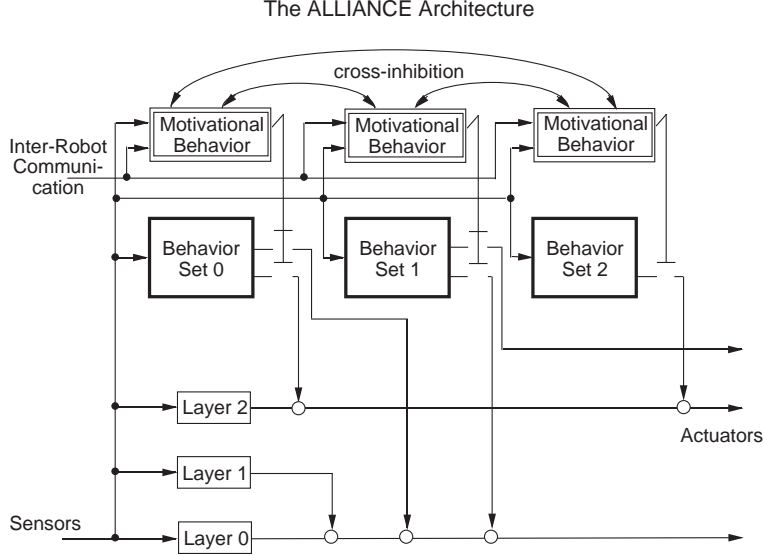 The ALLIANCE Architecture
cross-inhibition
Motivational
Behavior
Motivational
Behavior
Motivational
Behavior
Inter-Robot
Communi-
cation
Behavior
Set 0
Behavior
Set 1
Behavior
Set 2
Layer 2
Actuators
Layer 1
Sensors
Layer 0